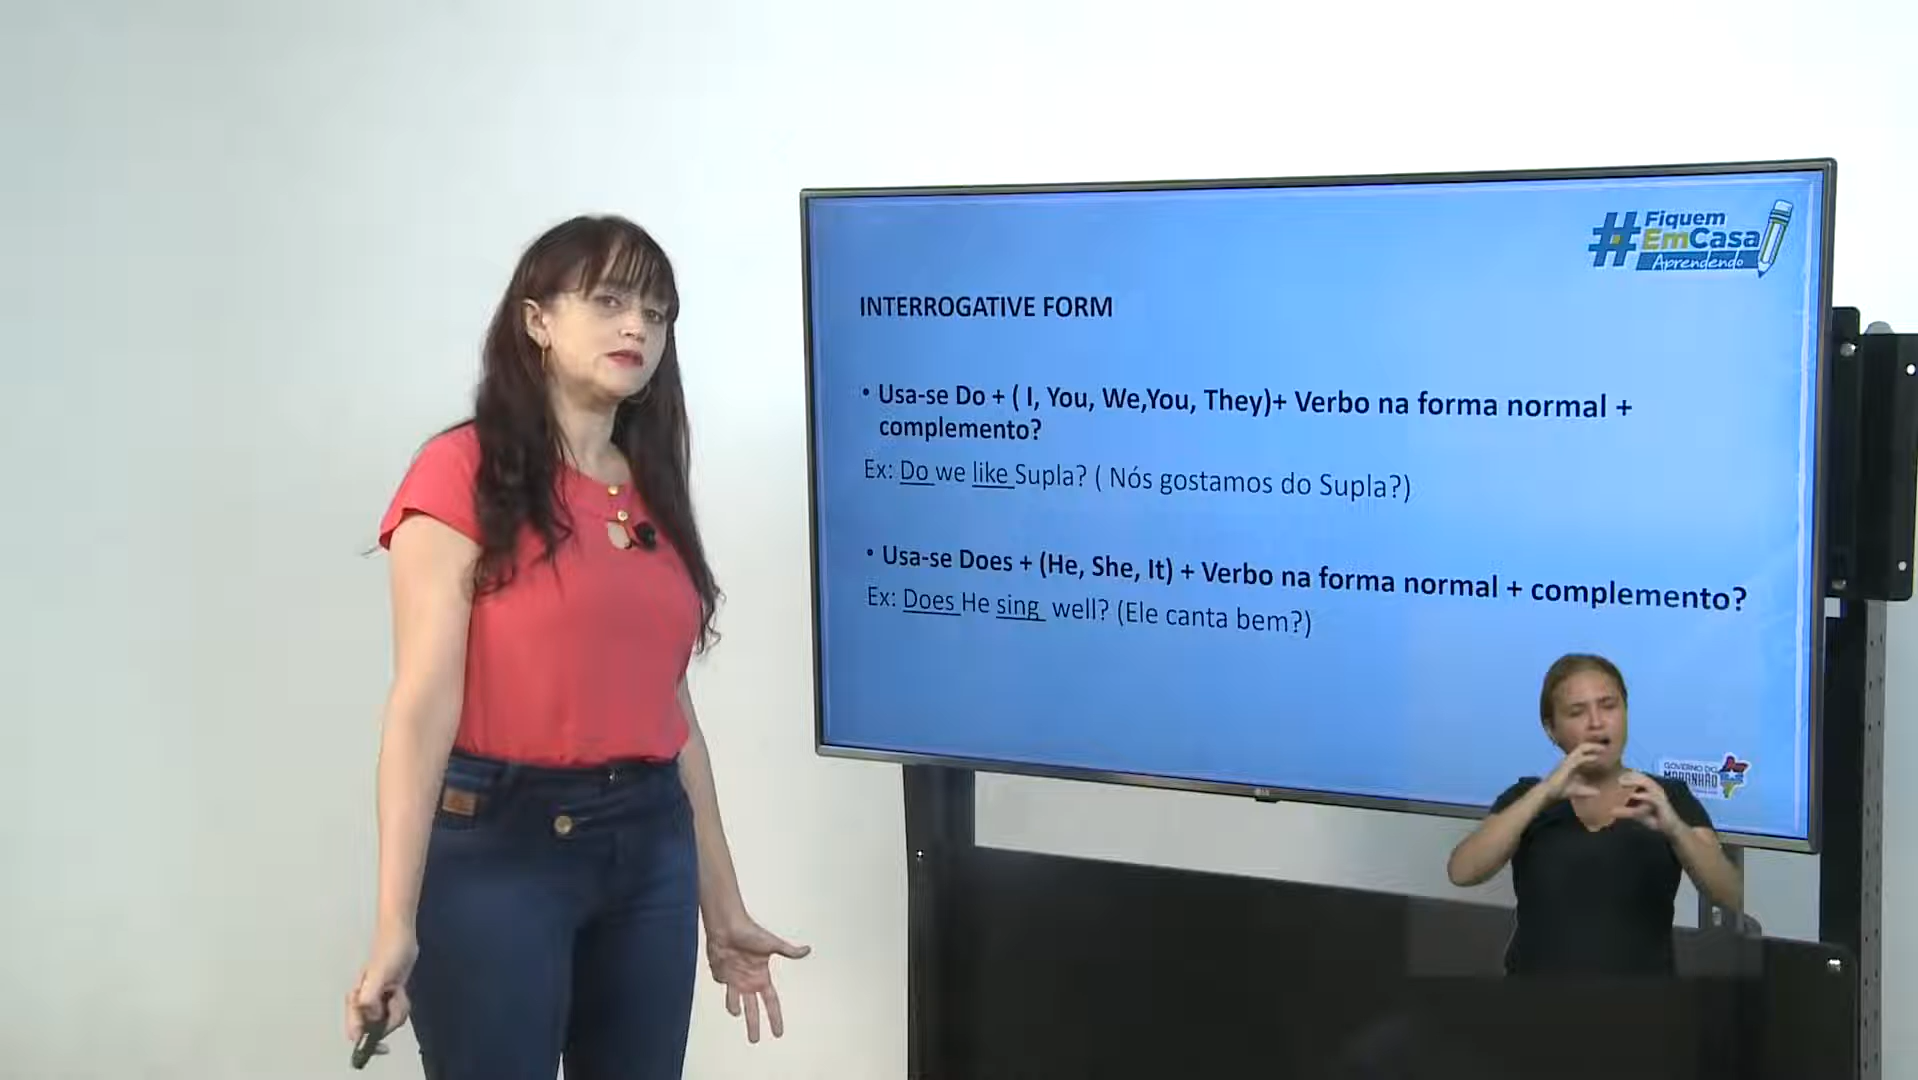 # Fiquem
EmCasa
Aprendendo
INTERROGATIVE FORM
• Usa-se Do + ( I, You, We,You, They)+ Verbo na forma normal +
complemento?
Ex: Do we like Supla? ( Nós gostamos do Supla?)
• Usa-se Does + (He, She, It) + Verbo na forma normal + complemento?
Ex: Does He sing well? (Ele canta bem?)
GOVERNO DO
MARANHÃO